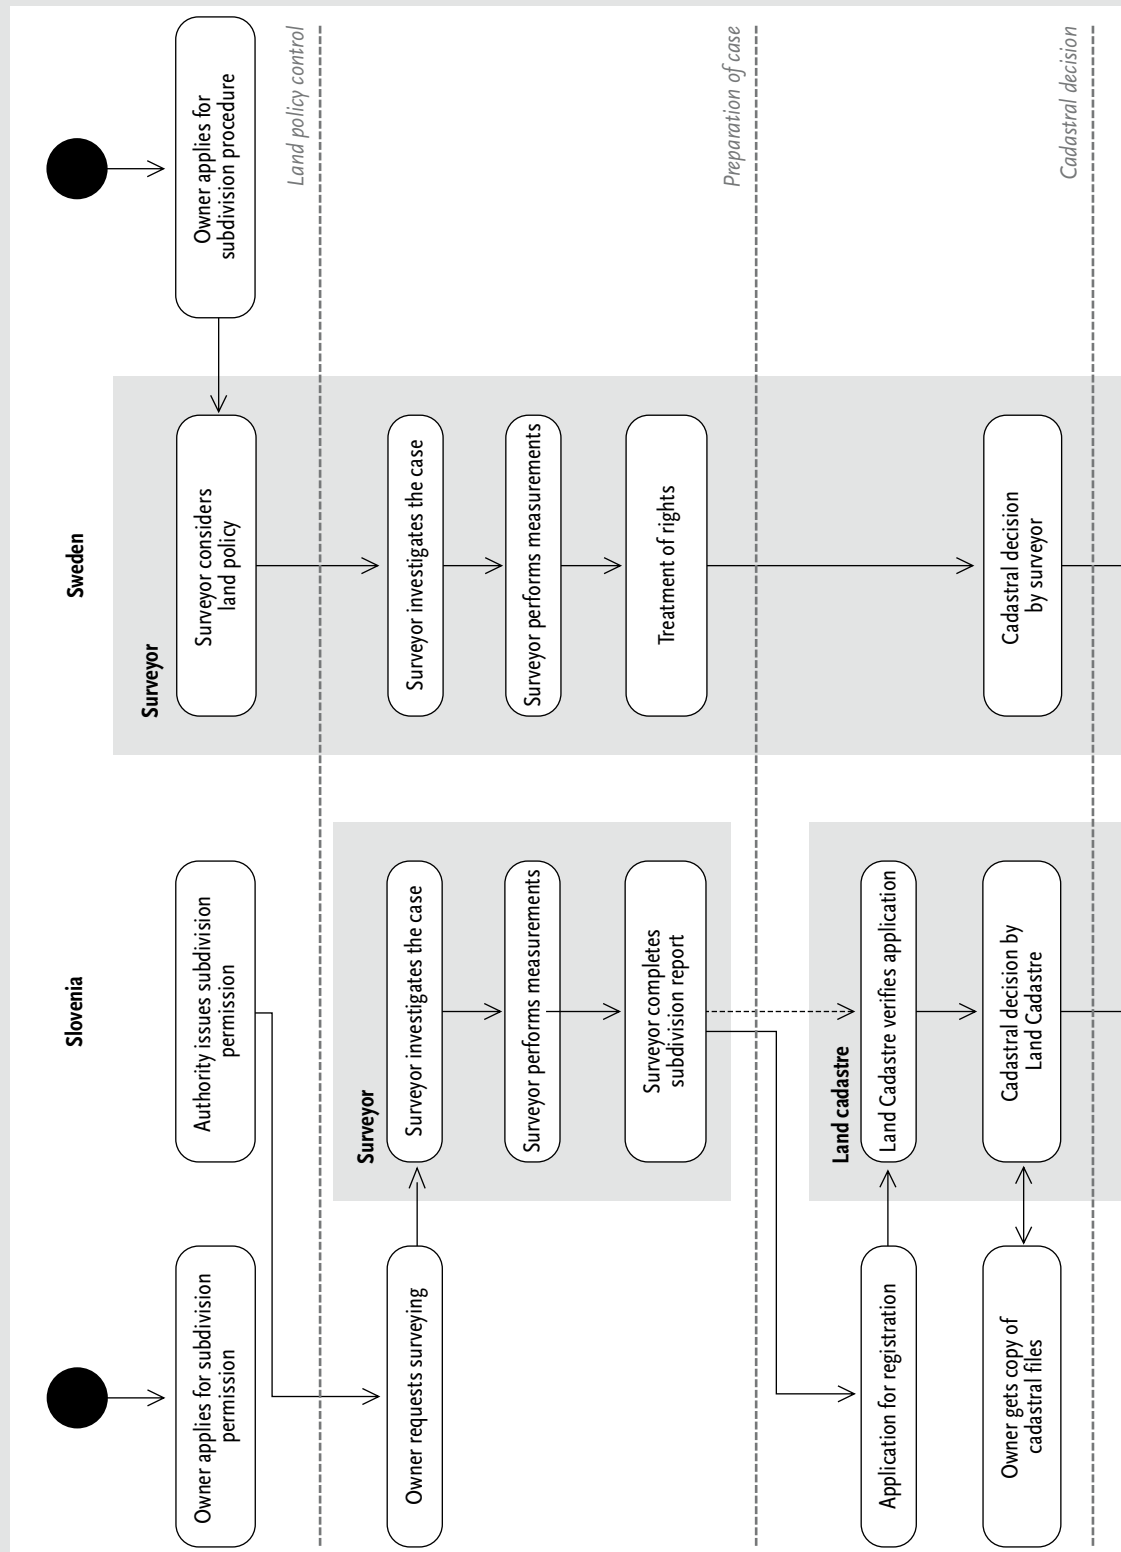 Slovenia
Sweden
Owner applies for subdivision
permission
Authority issues subdivision
permission
Surveyor
Surveyor considers
land policy
Owner applies for
subdivision procedure
Land policy control
Owner requests surveying
Surveyor
Surveyor investigates the case
Surveyor investigates the case
Surveyor performs measurements
Surveyor performs measurements
Surveyor completes
subdivision report
Treatment of rights
Preparation of case
Land cadastre
Application for registration
Land Cadastre verifies application
Owner gets copy of
cadastral files
Cadastral decision by
Land Cadastre
Cadastral decision
by surveyor
Cadastral decision